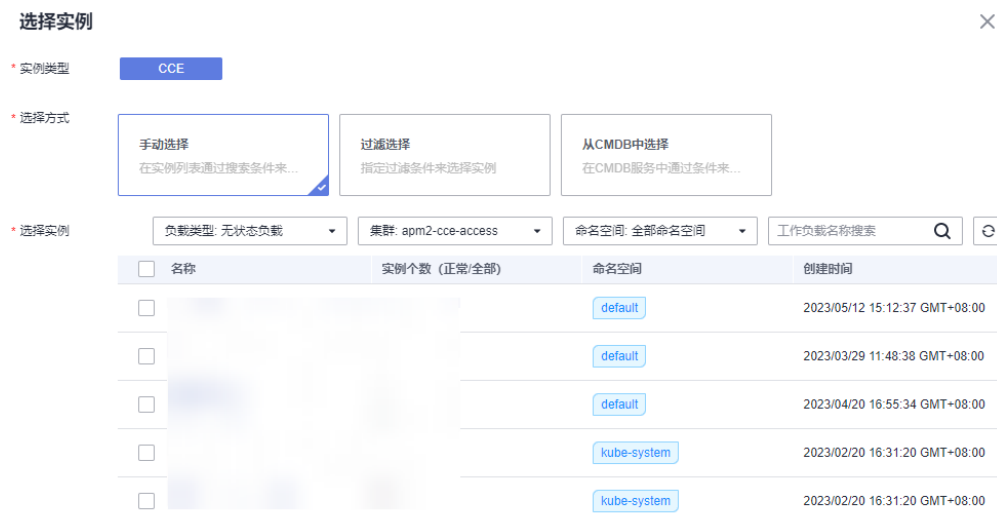 选择实例
* 实例类型 CCE
* 选择方式
手动选择 过滤选择 从CMDB中选择
在实例列表通过搜索条件来... 指定过滤条件来选择实例 在CMDB服务中通过条件来...
* 选择实例 负载类型: 无状态负载 集群: apm2-cce-access 命名空间: 全部命名空间 工作负载名称搜索
名称 实例个数 (正常/全部) 命名空间 创建时间
default 2023/05/12 15:12:37 GMT+08:00
default 2023/03/29 11:48:38 GMT+08:00
default 2023/04/20 16:55:34 GMT+08:00
kube-system 2023/02/20 16:31:20 GMT+08:00
kube-system 2023/02/20 16:31:20 GMT+08:00